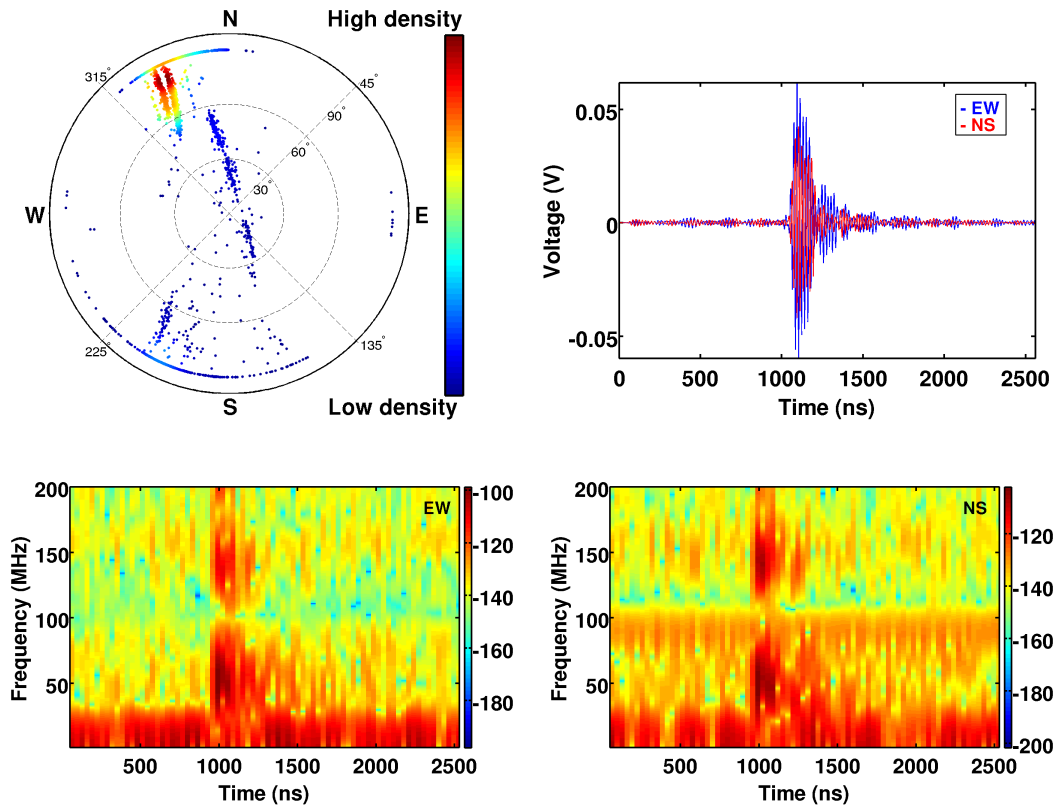 N
High density
315°
45°
90°
60°
30°
W
E
225°
135°
S
Low density
0.05
0
-0.05
Voltage (V)
- EW
- NS
0
500
1000
1500
2000
2500
Time (ns)
200
150
100
50
Frequency (MHz)
EW
-100
-120
-140
-160
-180
500
1000
1500
2000
2500
Time (ns)
200
150
100
50
Frequency (MHz)
NS
-120
-140
-160
-180
-200
500
1000
1500
2000
2500
Time (ns)